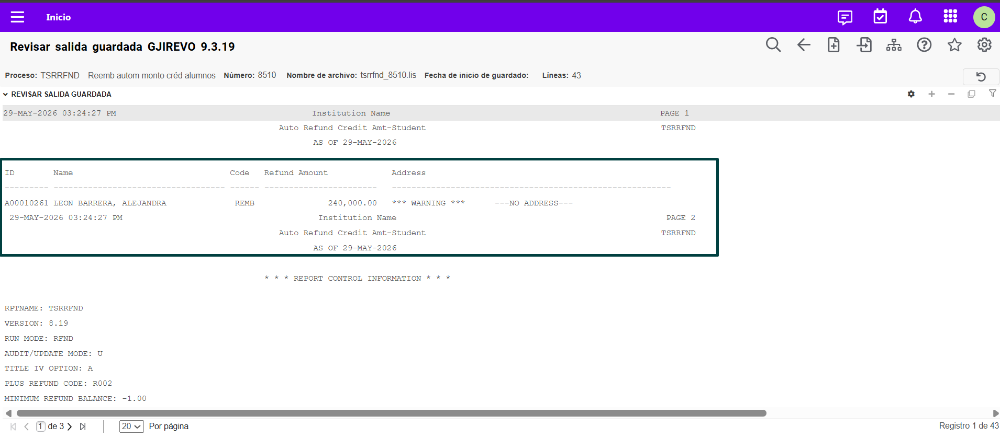 Inicio
C
Revisar salida guardada GJIREVO 9.3.19
Proceso: TSRRFND Reemb autom monto créd alumnos Número: 8510 Nombre de archivo: tsrrfnd_8510.lis Fecha de inicio de guardado: Líneas: 43
REVISAR SALIDA GUARDADA
29-MAY-2026 03:24:27 PM Institution Name PAGE 1
Auto Refund Credit Amt-Student TSRRFND
AS OF 29-MAY-2026
ID Name Code Refund Amount Address
--------- ----------------------------------- ------ ----------------------- ---------------------------------------------------------
A00010261 LEON BARRERA, ALEJANDRA REMB 240,000.00 *** WARNING *** ---NO ADDRESS---
29-MAY-2026 03:24:27 PM Institution Name PAGE 2
Auto Refund Credit Amt-Student TSRRFND
AS OF 29-MAY-2026
* * * REPORT CONTROL INFORMATION * * *
RPTNAME: TSRRFND
VERSION: 8.19
RUN MODE: RFND
AUDIT/UPDATE MODE: U
TITLE IV OPTION: A
PLUS REFUND CODE: R002
MINIMUM REFUND BALANCE: -1.00
1 de 3 20 Por página Registro 1 de 43